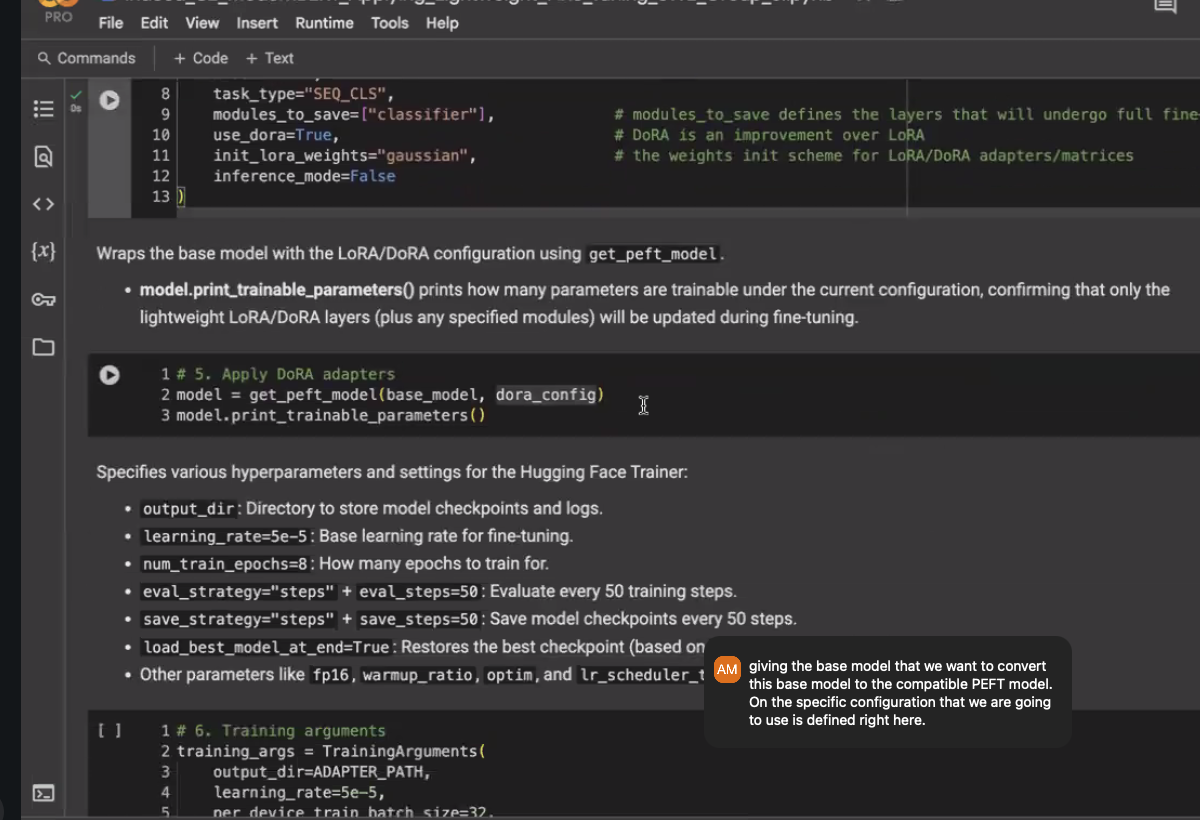 PRO
File Edit View Insert Runtime Tools Help
Commands + Code + Text
0s
8 task_type="SEQ_CLS",
9 modules_to_save=["classifier"], # modules_to_save defines the layers that will undergo full fine-
10 use_dora=True, # DoRA is an improvement over LoRA
11 init_lora_weights="gaussian", # the weights init scheme for LoRA/DoRA adapters/matrices
12 inference_mode=False
13 )
Wraps the base model with the LoRA/DoRA configuration using get_peft_model.
• model.print_trainable_parameters() prints how many parameters are trainable under the current configuration, confirming that only the
lightweight LoRA/DoRA layers (plus any specified modules) will be updated during fine-tuning.
1 # 5. Apply DoRA adapters
2 model = get_peft_model(base_model, dora_config)
3 model.print_trainable_parameters()
Specifies various hyperparameters and settings for the Hugging Face Trainer:
• output_dir: Directory to store model checkpoints and logs.
• learning_rate=5e-5: Base learning rate for fine-tuning.
• num_train_epochs=8: How many epochs to train for.
• eval_strategy="steps" + eval_steps=50: Evaluate every 50 training steps.
• save_strategy="steps" + save_steps=50: Save model checkpoints every 50 steps.
• load_best_model_at_end=True: Restores the best checkpoint (based on
• Other parameters like fp16, warmup_ratio, optim, and lr_scheduler_t
AM
giving the base model that we want to convert
this base model to the compatible PEFT model.
On the specific configuration that we are going
to use is defined right here.
[ ] 1 # 6. Training arguments
2 training_args = TrainingArguments(
3 output_dir=ADAPTER_PATH,
4 learning_rate=5e-5,
5 per_device_train_batch_size=32,